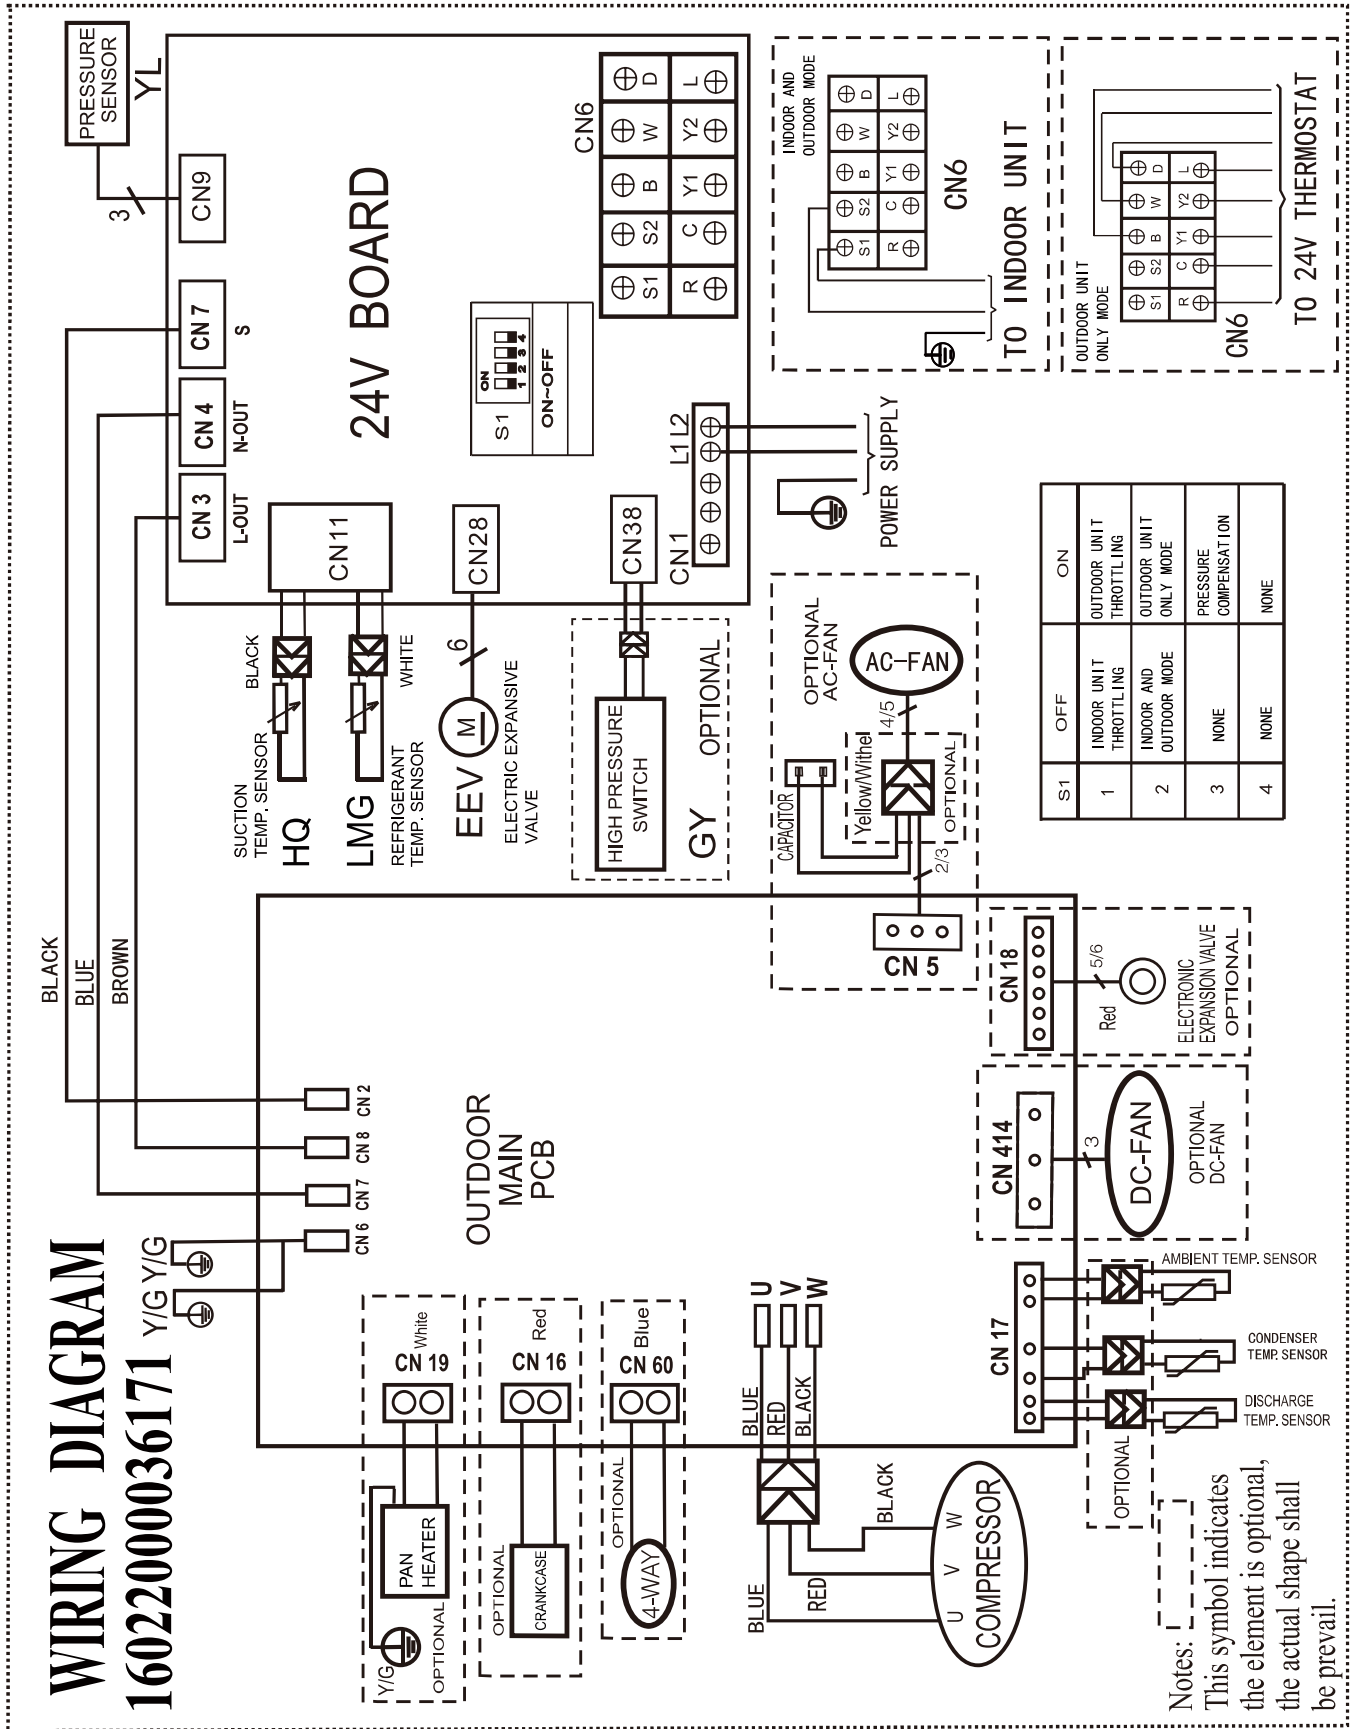 WIRING DIAGRAM
16022000036171
BLACK
BLUE
BROWN
PRESSURE
SENSOR
YL
3
CN9
CN 7
S
CN 4
N-OUT
CN 3
L-OUT
24V BOARD
S1
ON
1 2 3 4
ON~OFF
CN6
S1 S2 B W D
R C Y1 Y2 L
CN1
L1 L2
POWER SUPPLY
CN11
CN28
CN38
BLACK
SUCTION
TEMP. SENSOR
HQ
WHITE
REFRIGERANT
TEMP. SENSOR
LMG
6
M
EEV
ELECTRIC EXPANSIVE
VALVE
HIGH PRESSURE
SWITCH
GY
OPTIONAL
INDOOR AND
OUTDOOR MODE
S1 S2 B W D
R C Y1 Y2 L
CN6
TO INDOOR UNIT
OUTDOOR UNIT
ONLY MODE
S1 S2 B W D
R C Y1 Y2 L
CN6
TO 24V THERMOSTAT
S1 OFF ON
1 INDOOR UNIT THROTTLING OUTDOOR UNIT THROTTLING
2 INDOOR AND OUTDOOR MODE OUTDOOR UNIT ONLY MODE
3 NONE PRESSURE COMPENSATION
4 NONE NONE
OPTIONAL
AC-FAN
AC-FAN
4/5
Yellow/Withe
OPTIONAL
CAPACITOR
2/3
CN 5
CN 18
5/6
Red
ELECTRONIC
EXPANSION VALVE
OPTIONAL
CN 414
3
DC-FAN
OPTIONAL
DC-FAN
OUTDOOR
MAIN
PCB
CN 6
CN 7
CN 8
CN 2
Y/G Y/G
White
CN 19
PAN
HEATER
Y/G
OPTIONAL
Red
CN 16
OPTIONAL
CRANKCASE
Blue
CN 60
OPTIONAL
4-WAY
U
V
W
BLUE
RED
BLACK
BLUE
RED
BLACK
U V W
COMPRESSOR
CN 17
AMBIENT TEMP. SENSOR
CONDENSER
TEMP. SENSOR
DISCHARGE
TEMP. SENSOR
OPTIONAL
Notes:
This symbol indicates
the element is optional,
the actual shape shall
be prevail.